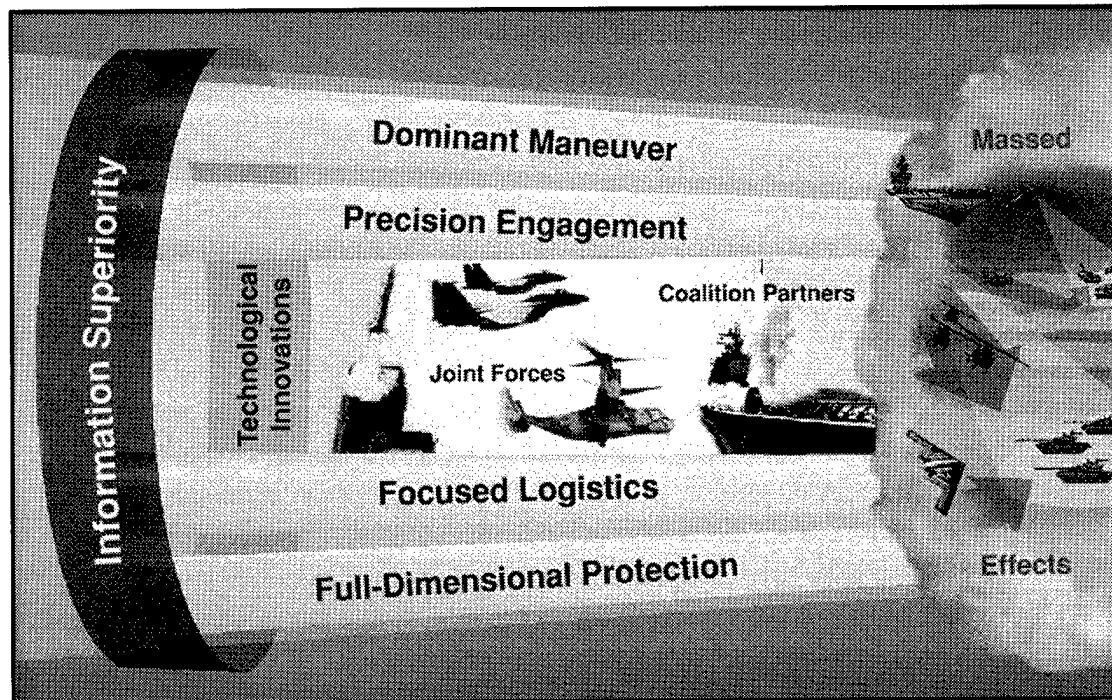 Information Superiority
Dominant Maneuver
Precision Engagement
Technological
Innovations
Coalition Partners
Joint Forces
Focused Logistics
Full-Dimensional Protection
Massed
Effects